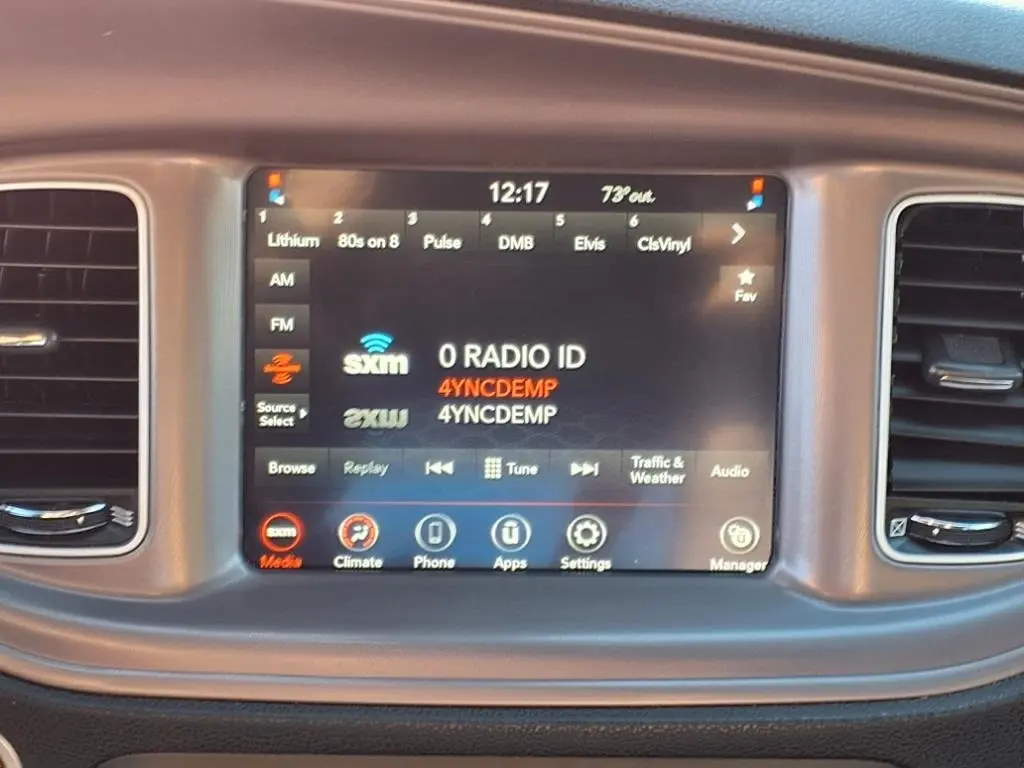 12:17 73°out.
1 2 3 4 5 6
Lithium 80s on 8 Pulse DMB Elvis ClsVinyl
AM
Fav
FM
sxm 0 RADIO ID
4YNCDEMP
Source Select sxm 4YNCDEMP
Browse Replay Tune Traffic & Weather Audio
sxm
Media Climate Phone Apps Settings Manager